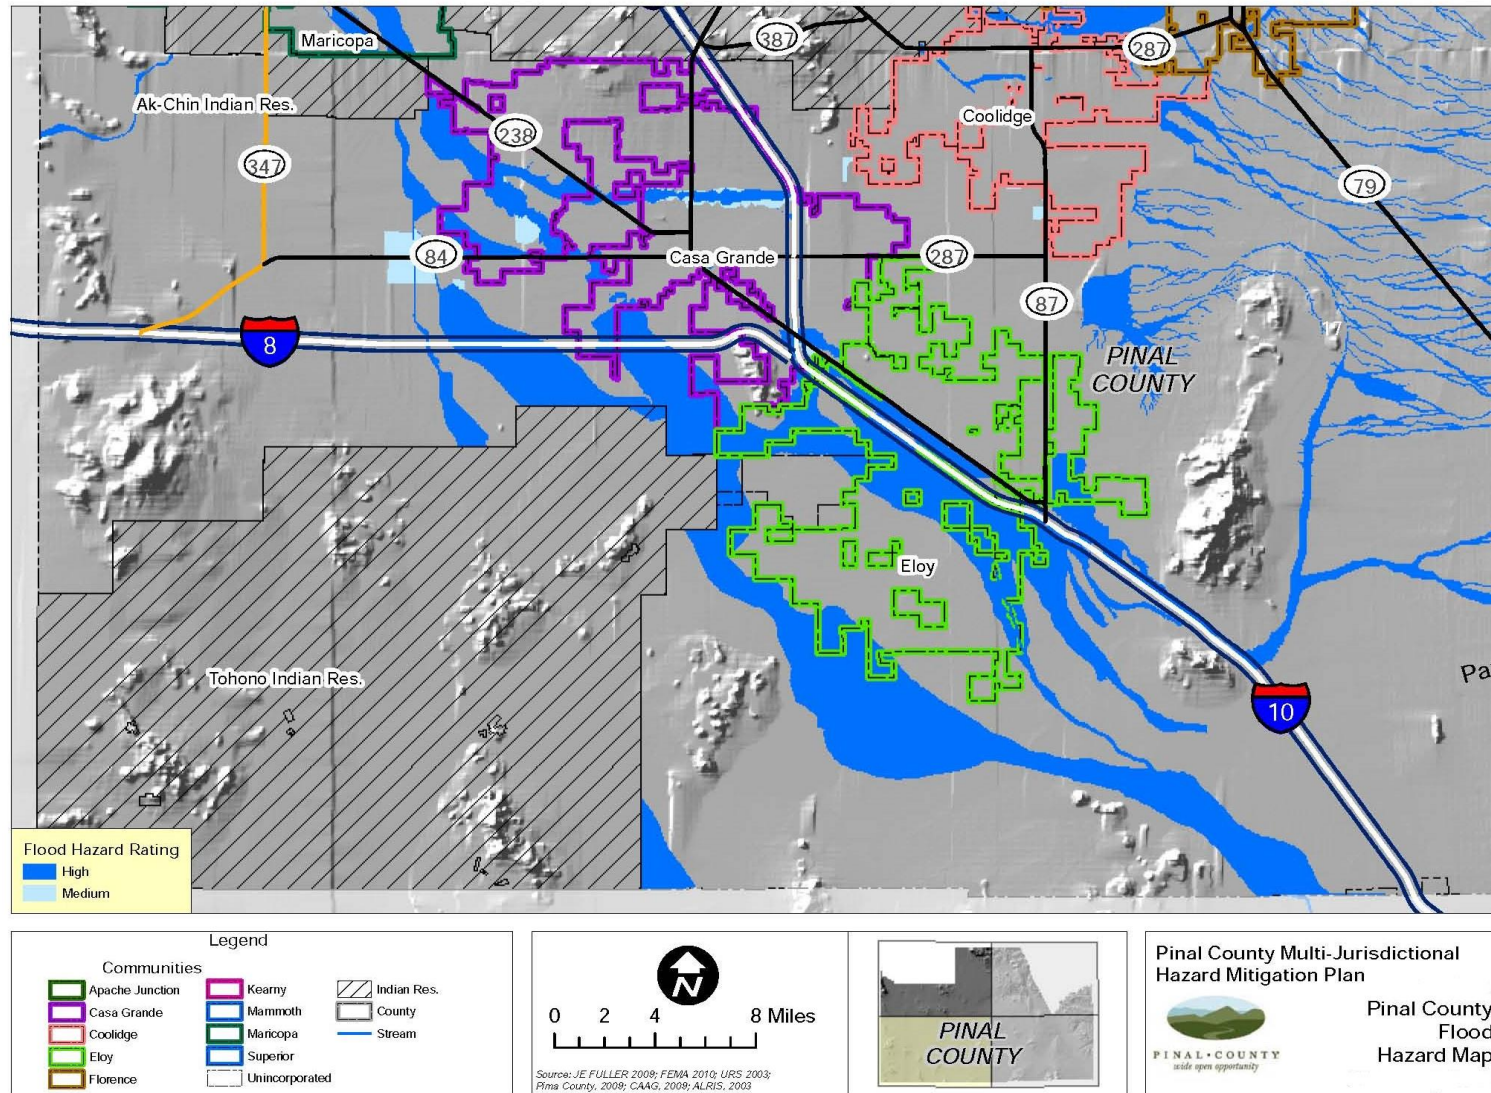 Maricopa
387
287
Ak-Chin Indian Res.
238
Coolidge
347
79
84
Casa Grande
287
87
8
17
PINAL
COUNTY
Eloy
Tohono Indian Res.
Pa
10
Flood Hazard Rating
High
Medium
Legend
Communities
Apache Junction
Casa Grande
Coolidge
Eloy
Florence
Kearny
Mammoth
Maricopa
Superior
Unincorporated
Indian Res.
County
Stream
N
0 2 4 8 Miles
Source: JE FULLER 2009; FEMA 2010; URS 2003;
Pima County, 2009; CAAG, 2009; ALRIS, 2003
PINAL
COUNTY
Pinal County Multi-Jurisdictional
Hazard Mitigation Plan
PINAL • COUNTY
wide open opportunity
Pinal County
Flood
Hazard Map